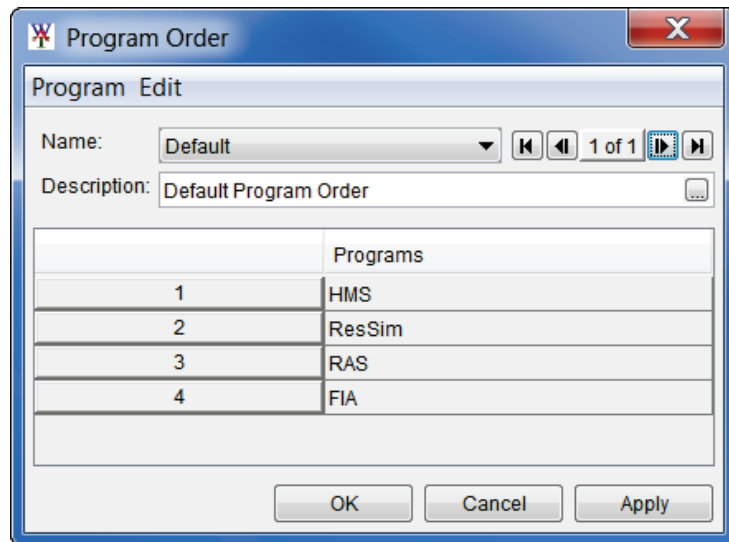 Program Order
Program Edit
Name: Default 1 of 1
Description: Default Program Order ...
Programs
1 HMS
2 ResSim
3 RAS
4 FIA
OK Cancel Apply